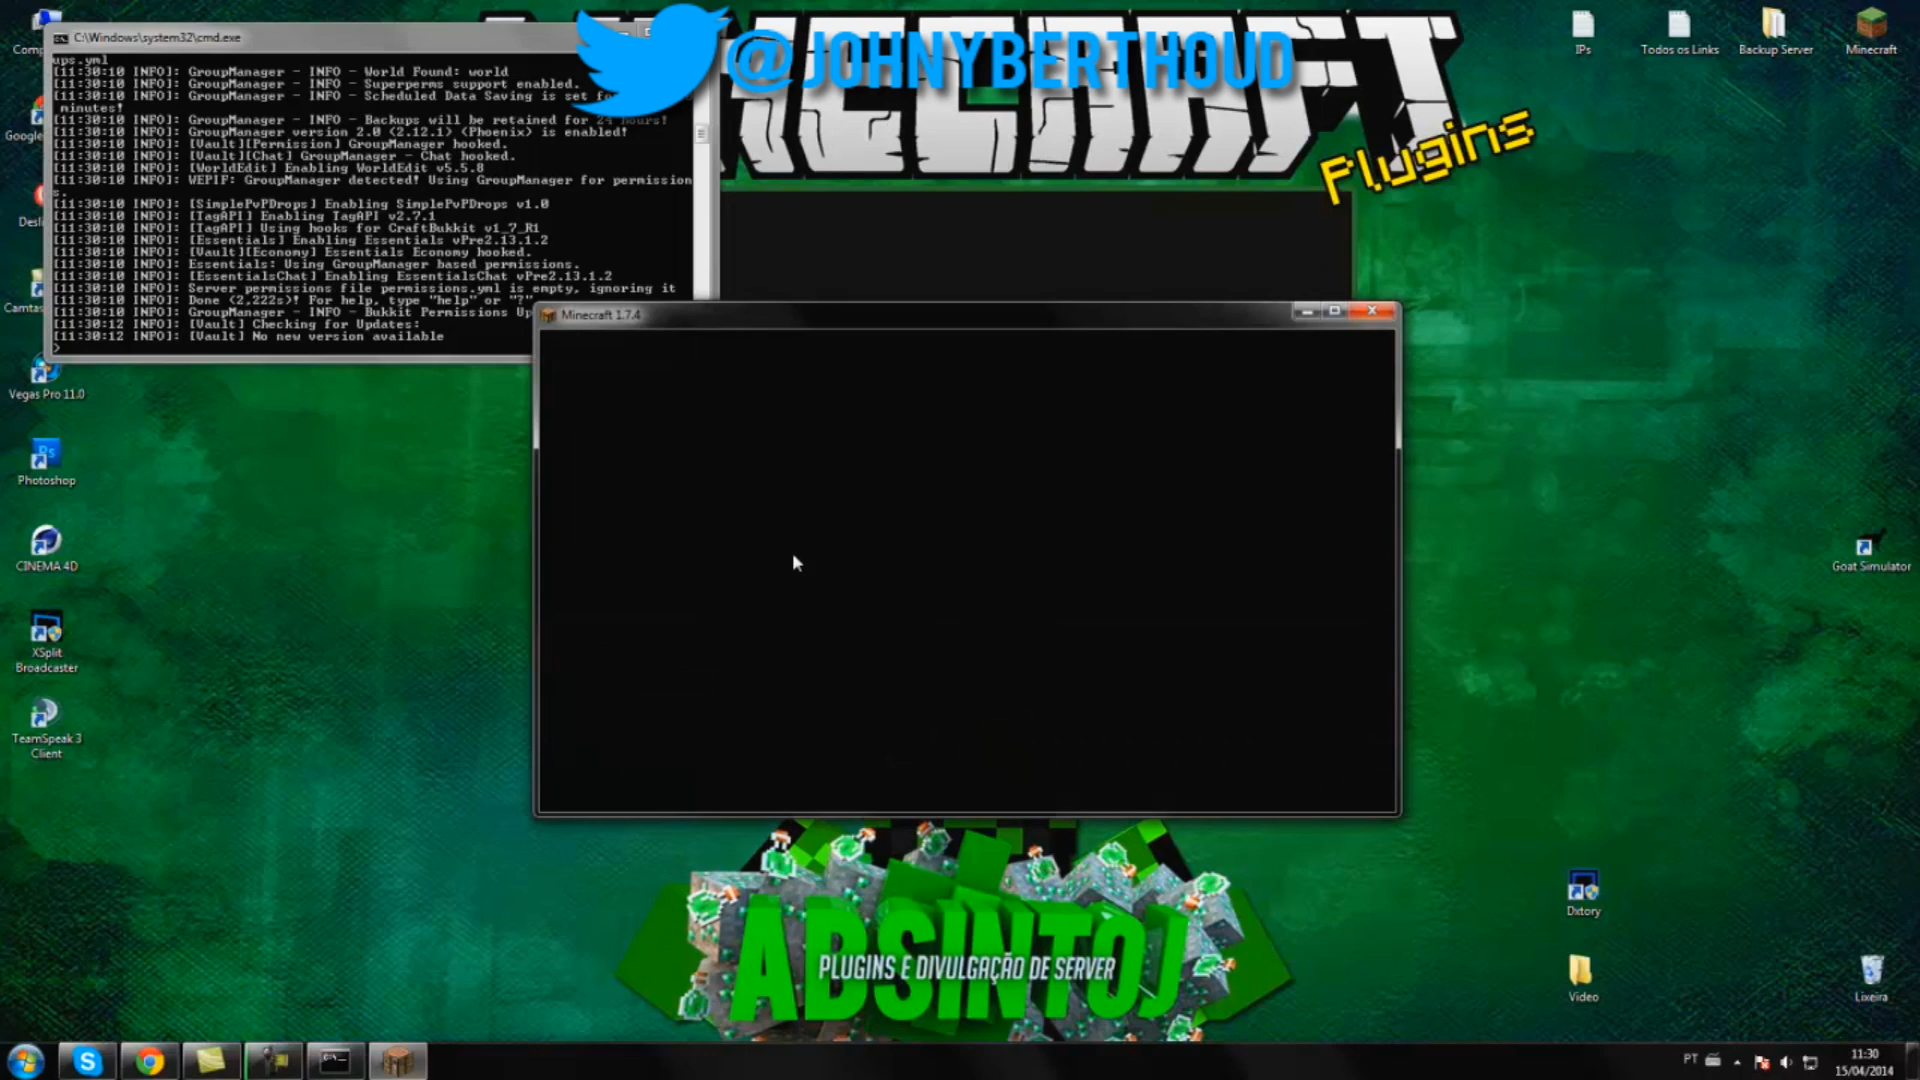 C:\Windows\system32\cmd.exe
ups.yml
[11:30:10 INFO]: GroupManager - INFO - World Found: world
[11:30:10 INFO]: GroupManager - INFO - Superperms support enabled.
[11:30:10 INFO]: GroupManager - INFO - Scheduled Data Saving is set fo
minutes!
[11:30:10 INFO]: GroupManager - INFO - Backups will be retained for 24 hours!
[11:30:10 INFO]: GroupManager version 2.0 (2.12.1) (Phoenix) is enabled!
[11:30:10 INFO]: [Vault][Permission] GroupManager hooked.
[11:30:10 INFO]: [Vault][Chat] GroupManager - Chat hooked.
[11:30:10 INFO]: [WorldEdit] Enabling WorldEdit v5.5.8
[11:30:10 INFO]: WEPIF: GroupManager detected! Using GroupManager for permission
s.
[11:30:10 INFO]: [SimplePvPDrops] Enabling SimplePvPDrops v1.0
[11:30:10 INFO]: [TagAPI] Enabling TagAPI v2.7.1
[11:30:10 INFO]: [TagAPI] Using hooks for CraftBukkit v1_7_R1
[11:30:10 INFO]: [Essentials] Enabling Essentials vPre2.13.1.2
[11:30:10 INFO]: [Vault][Economy] Essentials Economy hooked.
[11:30:10 INFO]: Essentials: Using GroupManager based permissions.
[11:30:10 INFO]: [EssentialsChat] Enabling EssentialsChat vPre2.13.1.2
[11:30:10 INFO]: Server permissions file permissions.yml is empty, ignoring it
[11:30:10 INFO]: Done (2,222s)! For help, type "help" or "?"
[11:30:10 INFO]: GroupManager - INFO - Bukkit Permissions Up
[11:30:12 INFO]: [Vault] Checking for Updates:
[11:30:12 INFO]: [Vault] No new version available
>
@JOHNYBERTHOUD
Plugins
IPs
Todos os Links
Backup Server
Minecraft
Comp
Google
Desli
Camtas
Vegas Pro 11.0
Photoshop
CINEMA 4D
XSplit
Broadcaster
TeamSpeak 3
Client
Minecraft 1.7.4
Goat Simulator
Dxtory
Video
Lixeira
ABSINTOJ
PLUGINS E DIVULGAÇÃO DE SERVER
PT
11:30
15/04/2014